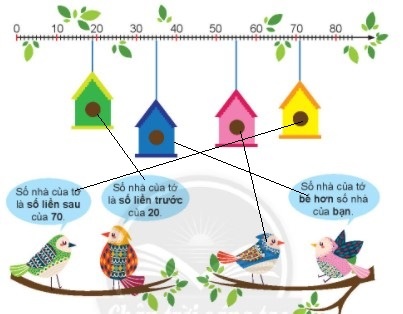 0 10 20 30 40 50 60 70 80
Số nhà của tớ
là số liền sau
của 70.
Số nhà của tớ
là số liền trước
của 20.
Số nhà của tớ
bé hơn số nhà
của bạn.